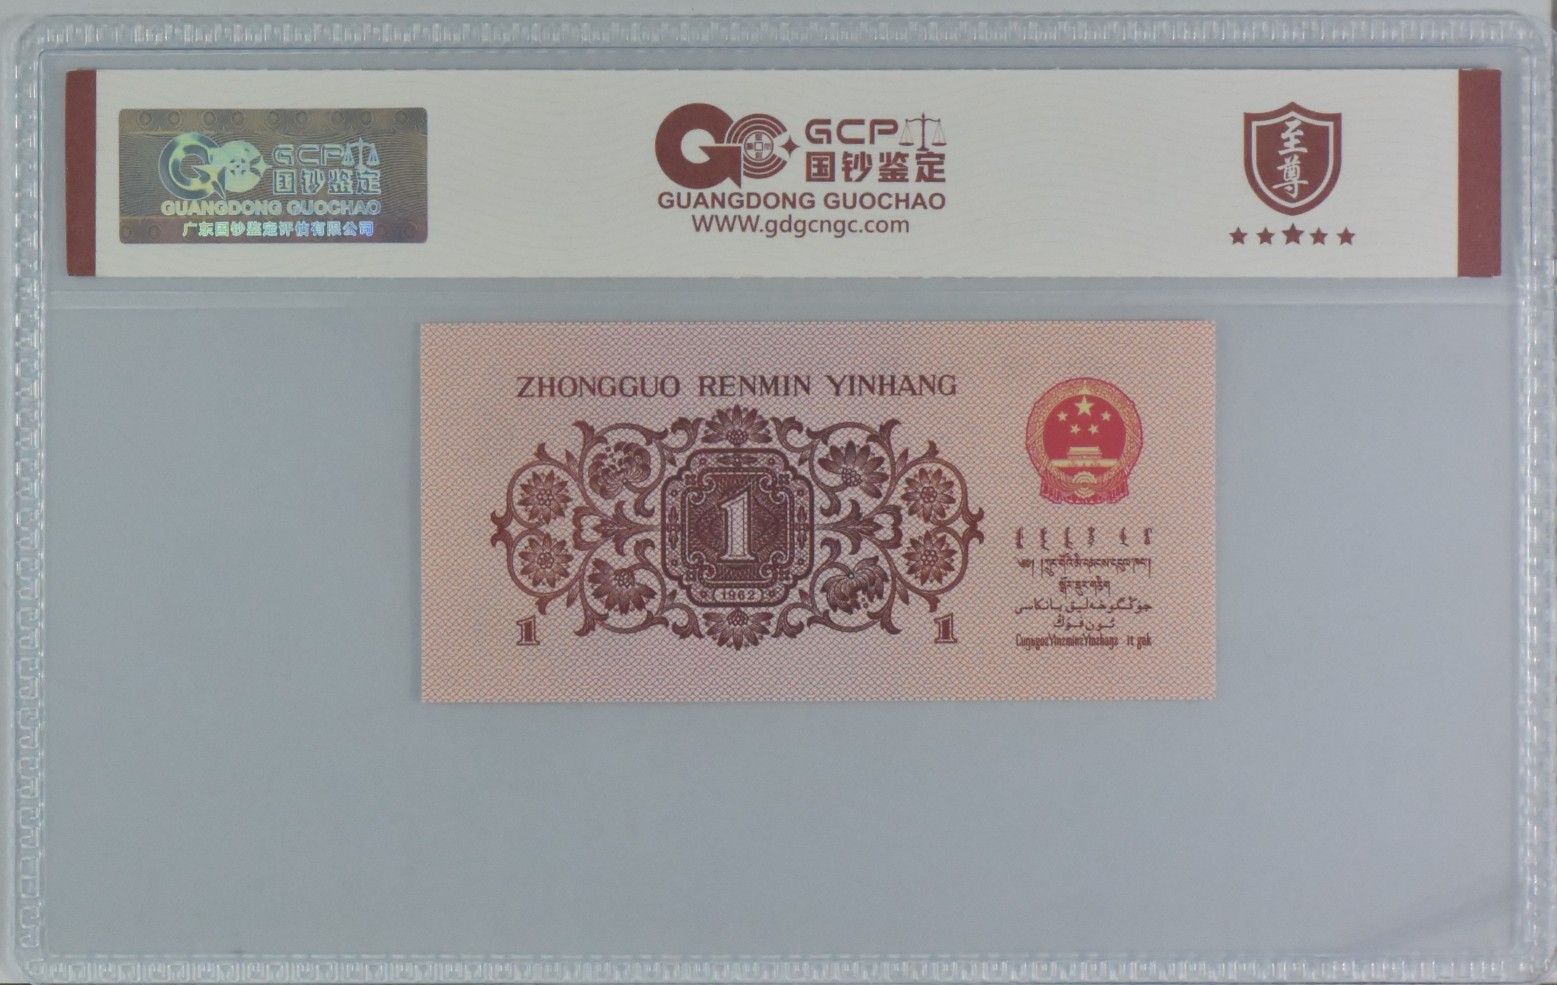 GCP
国钞鉴定
GUANGDONG GUOCHAO
广东国钞鉴定评估有限公司
GCP
国钞鉴定
GUANGDONG GUOCHAO
WWW.gdgcngc.com
至尊
ZHONGGUO RENMIN YINHANG
1
1962
1
1
جۇڭگوخەلىق بانكاسى